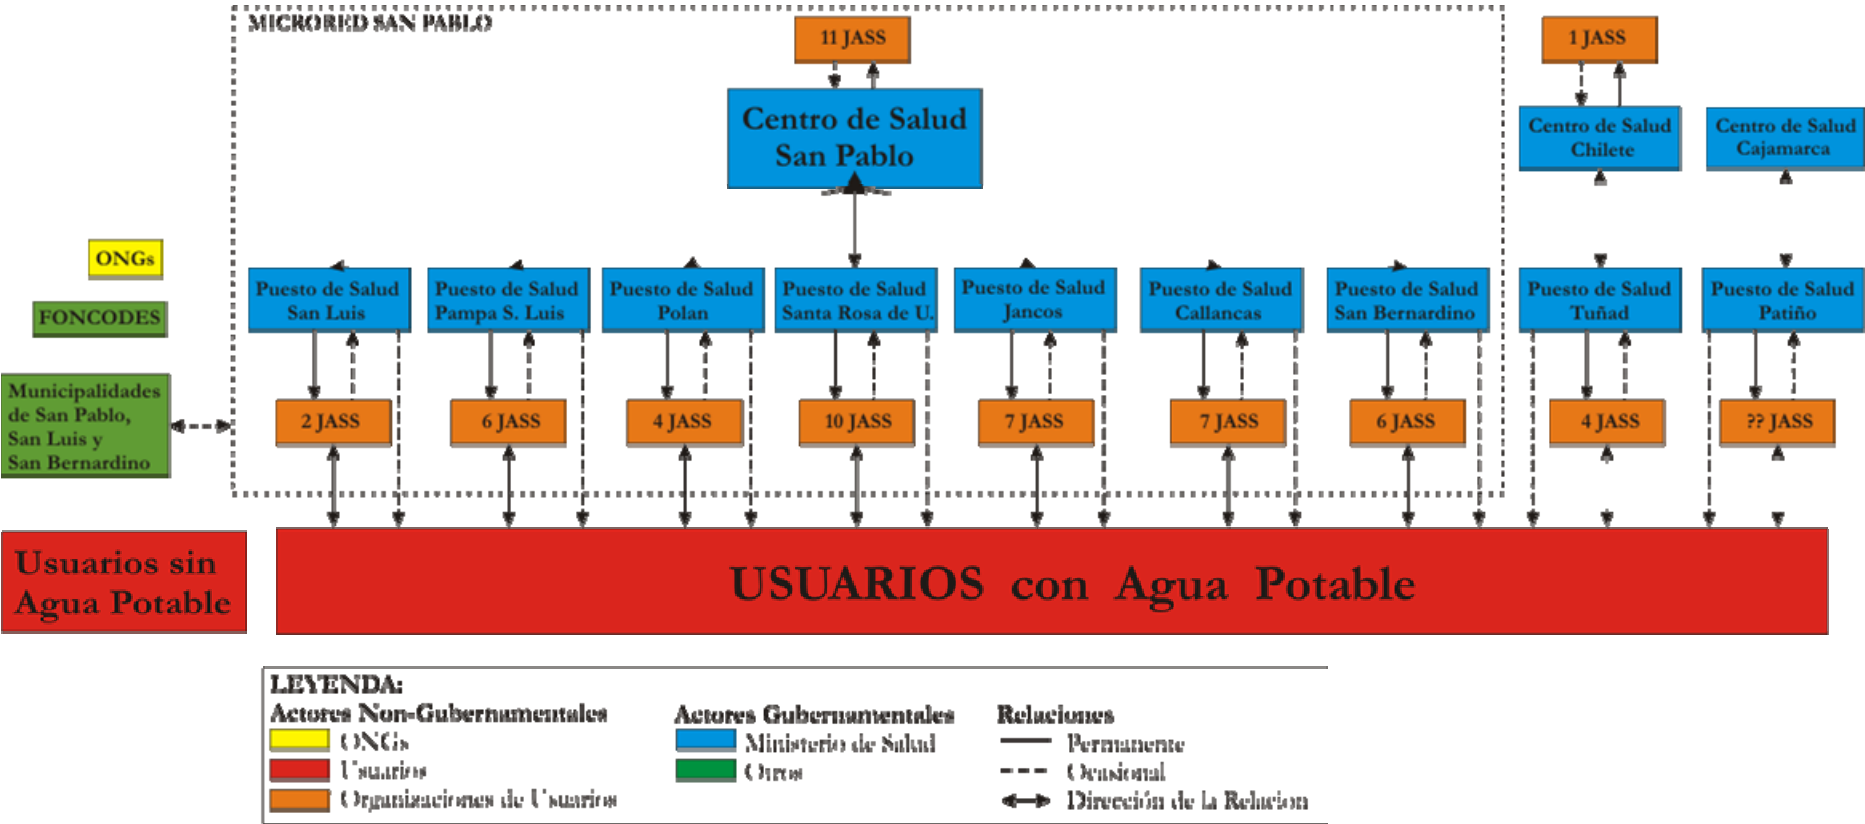 MICRORED SAN PABLO
11 JASS
1 JASS
Centro de Salud
San Pablo
Centro de Salud
Chilete
Centro de Salud
Cajamarca
ONGs
FONCODES
Municipalidades
de San Pablo,
San Luis y
San Bernardino
Puesto de Salud
San Luis
Puesto de Salud
Pampa S. Luis
Puesto de Salud
Polan
Puesto de Salud
Santa Rosa de U.
Puesto de Salud
Jancos
Puesto de Salud
Callancas
Puesto de Salud
San Bernardino
Puesto de Salud
Tuñad
Puesto de Salud
Patiño
2 JASS
6 JASS
4 JASS
10 JASS
7 JASS
7 JASS
6 JASS
4 JASS
?? JASS
Usuarios sin
Agua Potable
USUARIOS con Agua Potable
LEYENDA:
Actores Non-Gubernamentales
ONGs
Usuarios
Organizaciones de Usuarios
Actores Gubernamentales
Ministerio de Salud
Otros
Relaciones
Permanente
Ocasional
Dirección de la Relacion